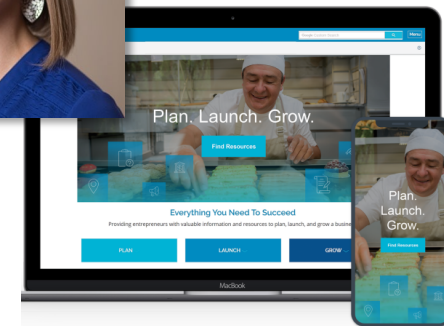 Menu
Plan. Launch. Grow.
Find Resources
Everything You Need To Succeed
Providing entrepreneurs with valuable information and resources to plan, launch, and grow a
PLAN
LAUNCH
GROW
MacBook
Plan.
Launch.
Grow.
Find Resources